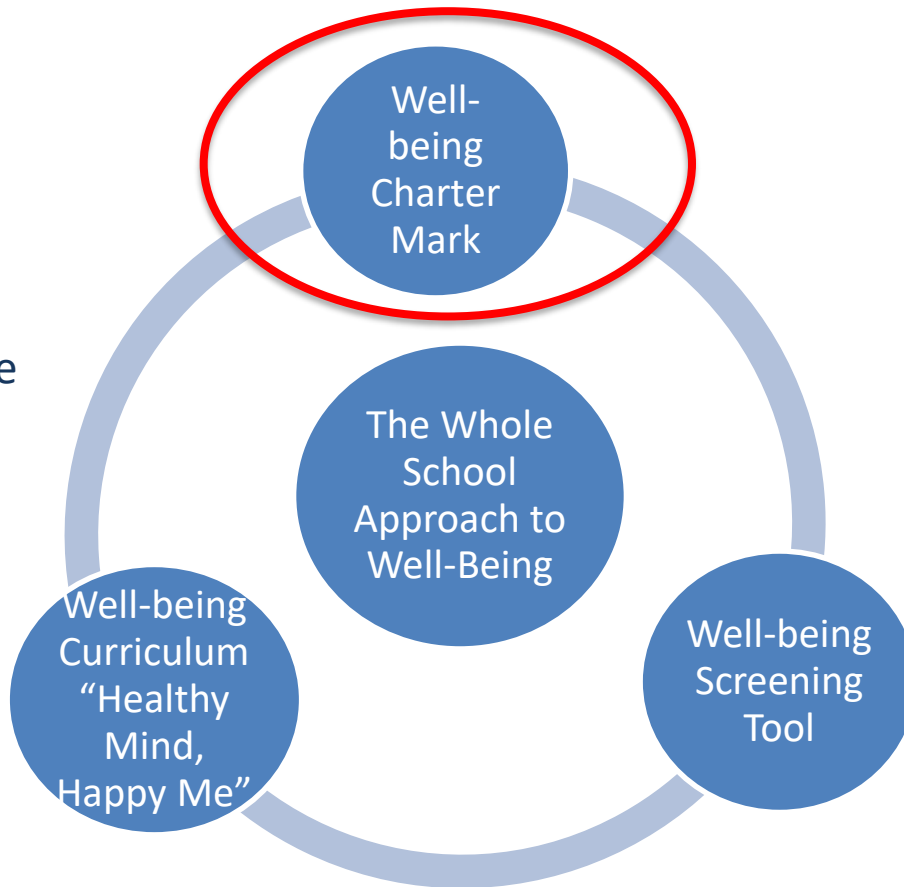 Well-
being
Charter
Mark
e
The Whole
School
Approach to
Well-Being
Well-being
Curriculum
“Healthy
Mind,
Happy Me”
Well-being
Screening
Tool